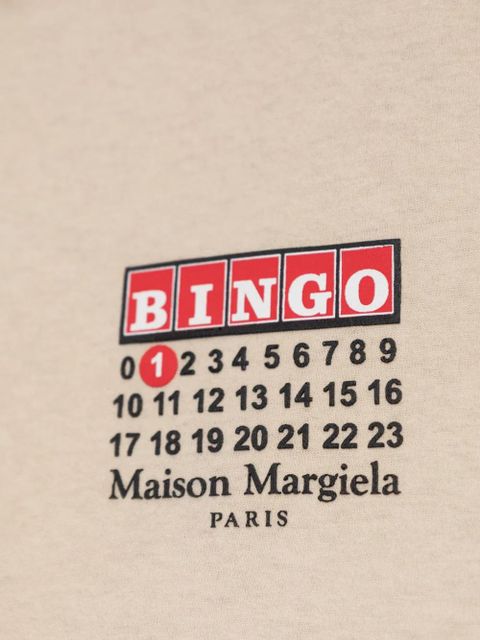 BINGO
0 1 2 3 4 5 6 7 8 9
10 11 12 13 14 15 16
17 18 19 20 21 22 23
Maison Margiela
PARIS